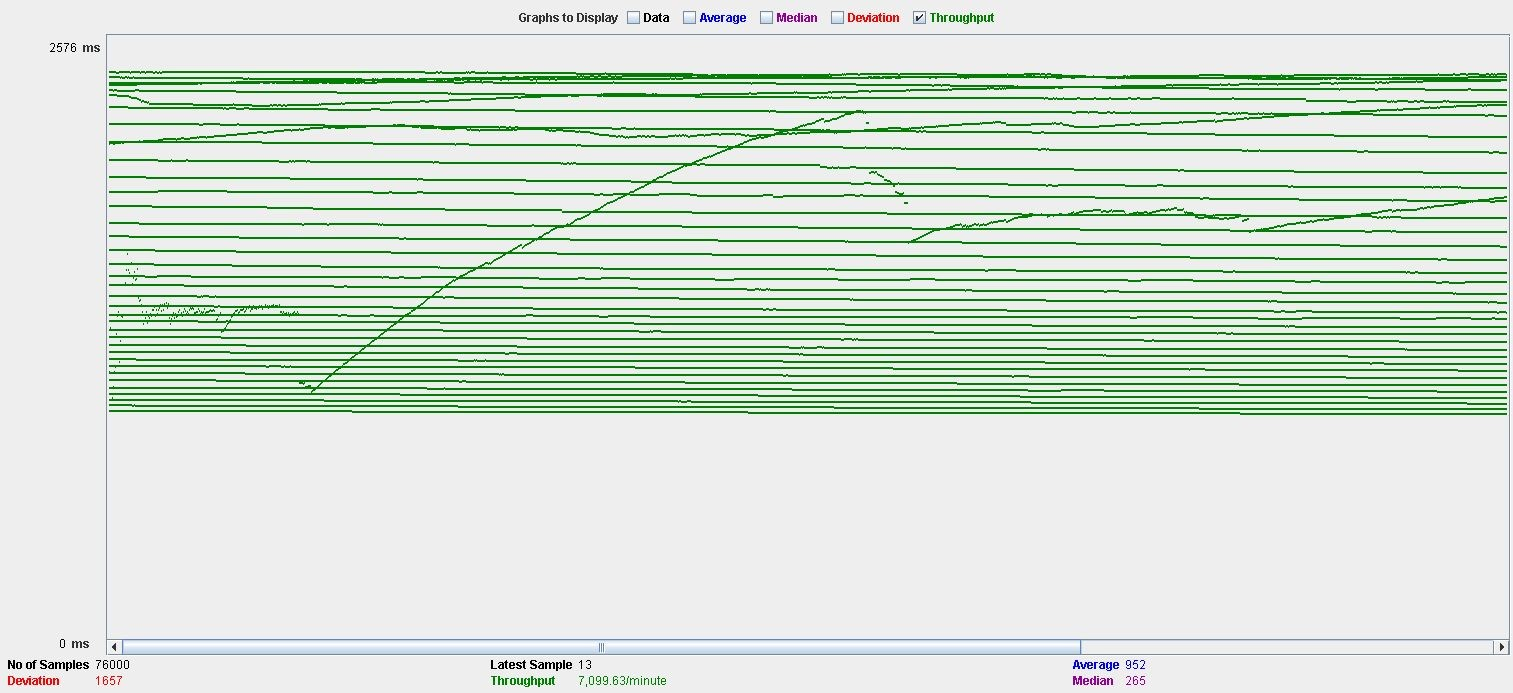 Graphs to Display Data Average Median Deviation Throughput
2576 ms
0 ms
No of Samples 76000 Latest Sample 13 Average 952
Deviation 1657 Throughput 7,099.63/minute Median 265